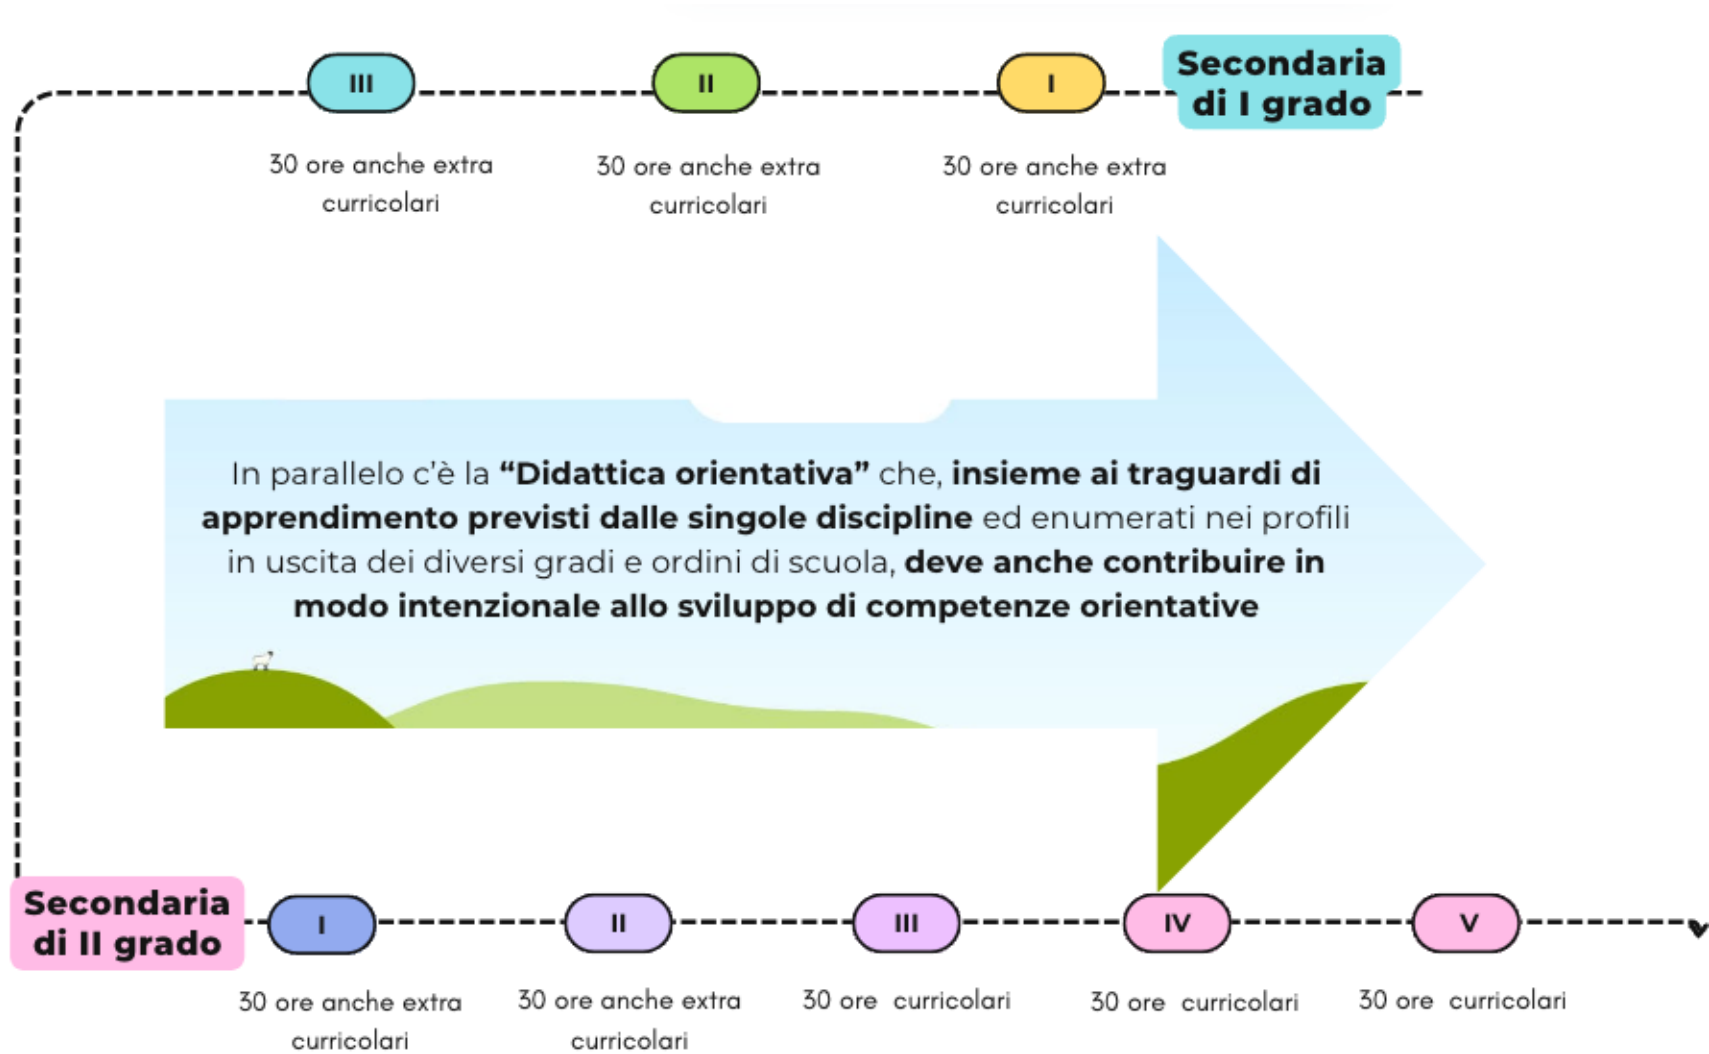 III
II
I
Secondaria
di I grado
30 ore anche extra
curricolari
30 ore anche extra
curricolari
30 ore anche extra
curricolari
In parallelo c'è la “Didattica orientativa” che, insieme ai traguardi di
apprendimento previsti dalle singole discipline ed enumerati nei profili
in uscita dei diversi gradi e ordini di scuola, deve anche contribuire in
modo intenzionale allo sviluppo di competenze orientative
Secondaria
di II grado
I
II
III
IV
V
30 ore anche extra
curricolari
30 ore anche extra
curricolari
30 ore  curricolari
30 ore  curricolari
30 ore  curricolari